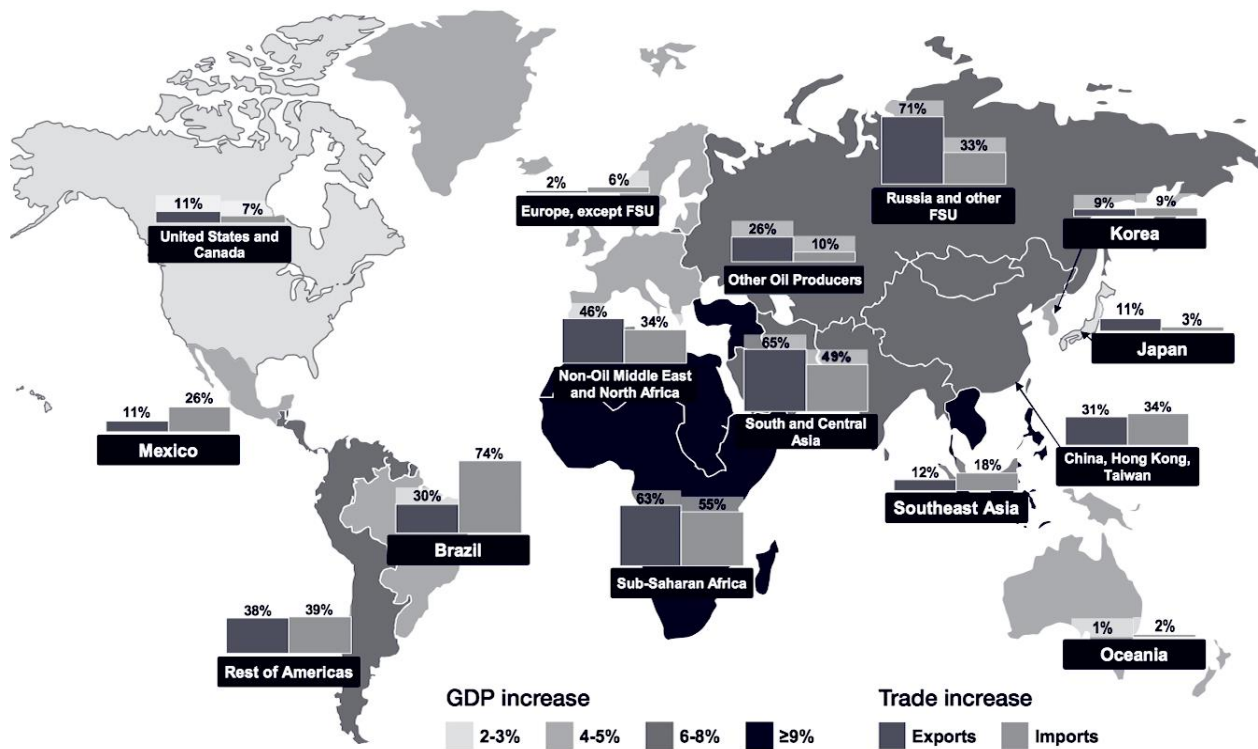 71%
33%
Russia and other
FSU
2%
6%
Europe, except FSU
9%
9%
Korea
11%
7%
United States and
Canada
26%
10%
Other Oil Producers
46%
34%
Non-Oil Middle East
and North Africa
65%
49%
South and Central
Asia
11%
3%
Japan
11%
26%
Mexico
31%
34%
China, Hong Kong,
Taiwan
30%
74%
Brazil
12%
18%
Southeast Asia
63%
55%
Sub-Saharan Africa
38%
39%
Rest of Americas
1%
2%
Oceania
GDP increase
2-3%
4-5%
6-8%
≥9%
Trade increase
Exports
Imports